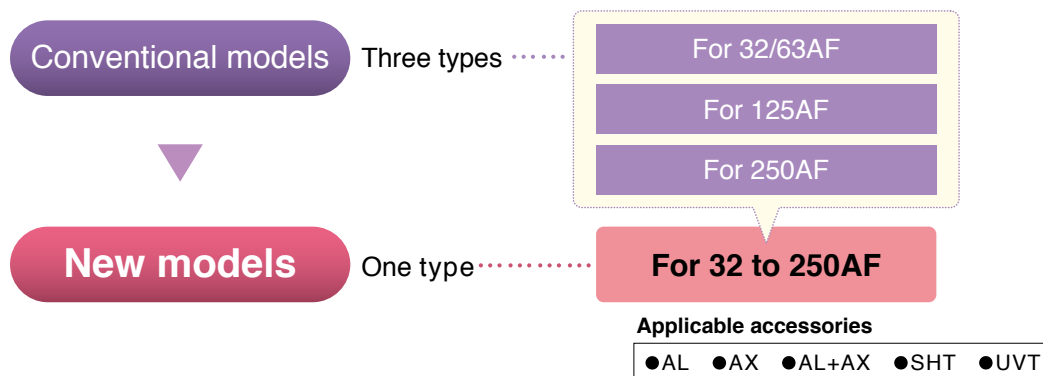 Conventional models Three types ······ For 32/63AF
For 125AF
For 250AF
New models One type ············ For 32 to 250AF
Applicable accessories
●AL ●AX ●AL+AX ●SHT ●UVT